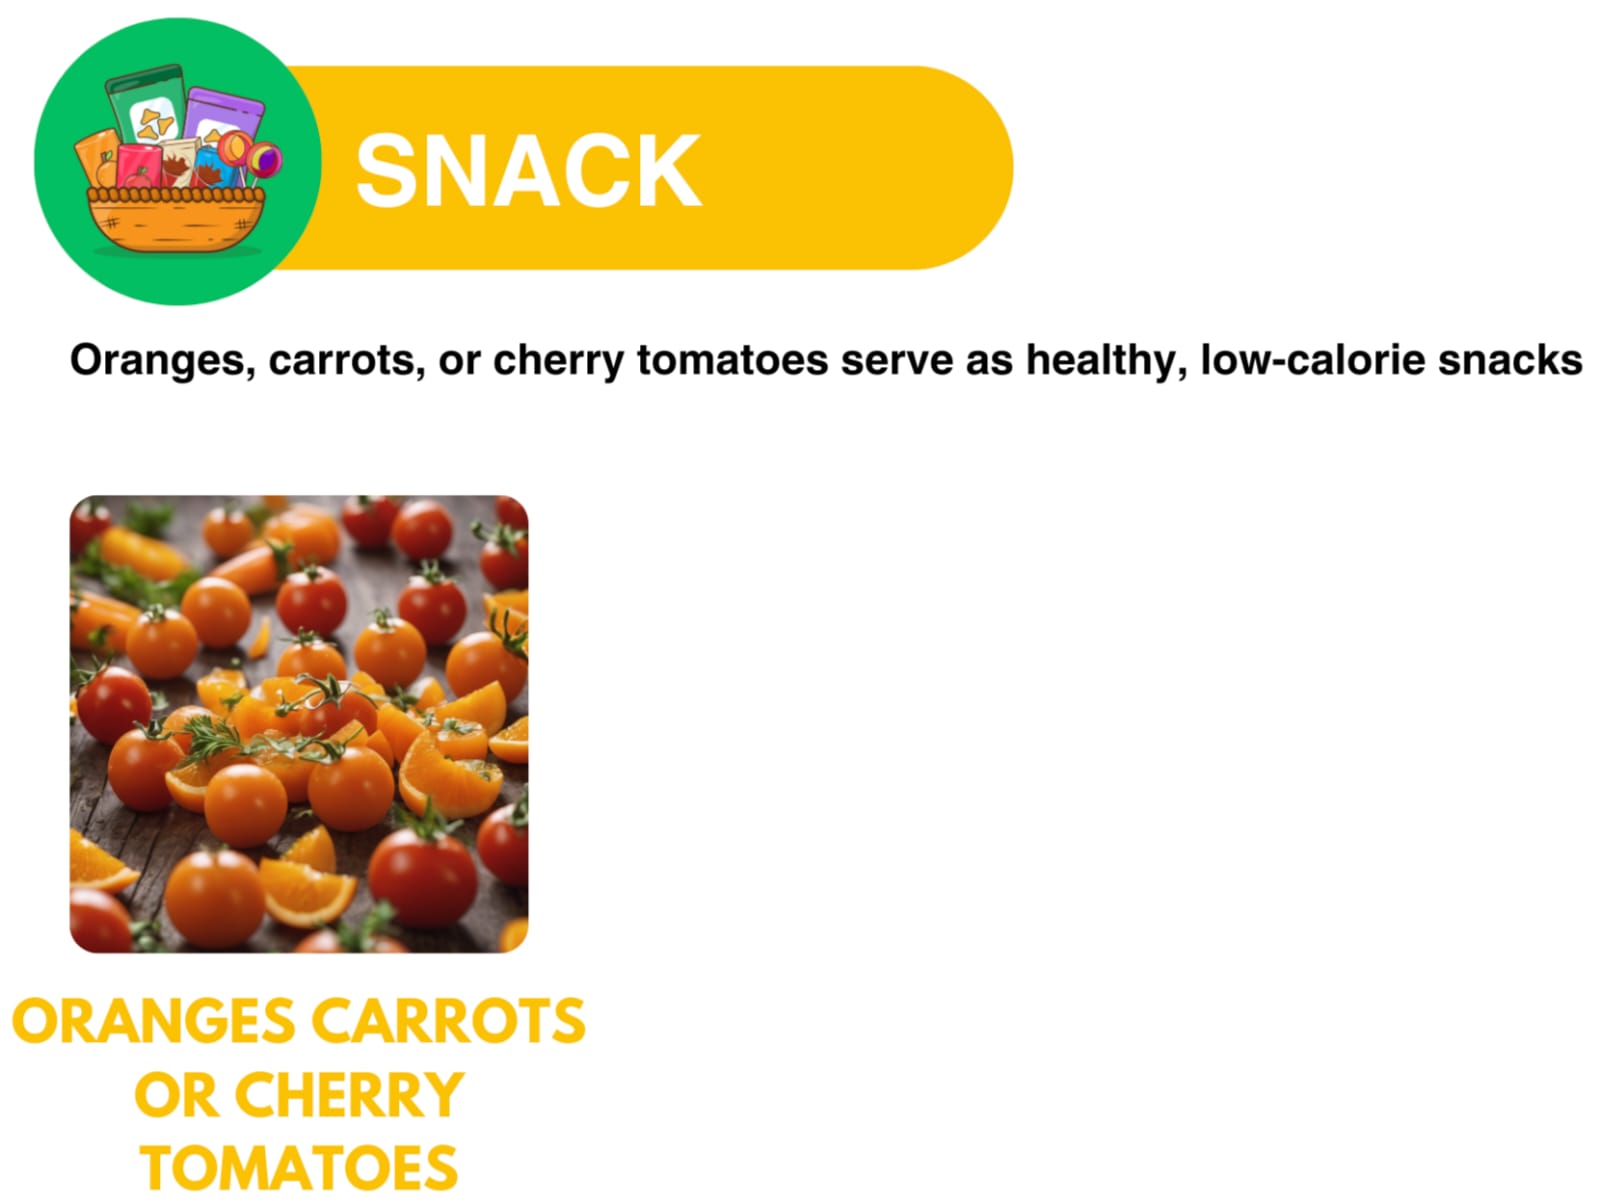 SNACK
Oranges, carrots, or cherry tomatoes serve as healthy, low-calorie snacks
ORANGES CARROTS
OR CHERRY
TOMATOES